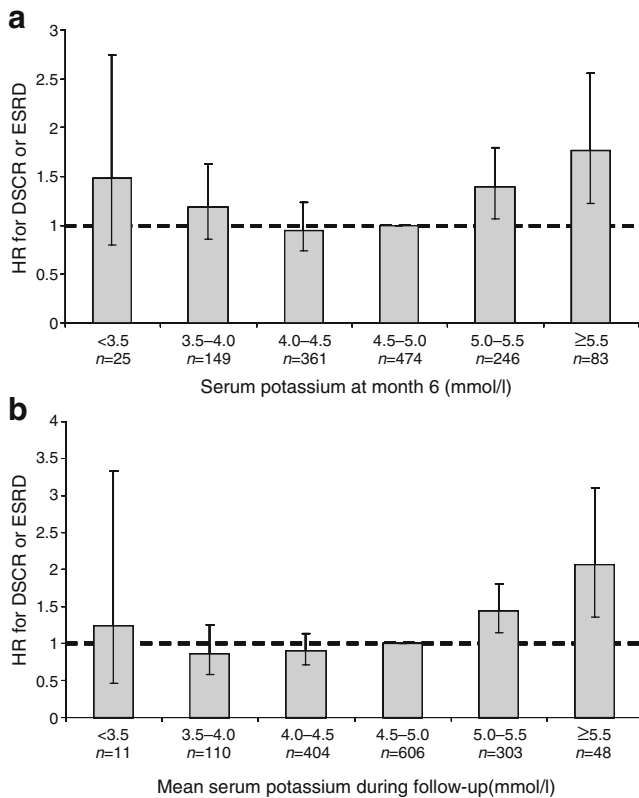 a
3
2.5
2
1.5
1
0.5
0
HR for DSCR or ESRD
<3.5 3.5–4.0 4.0–4.5 4.5–5.0 5.0–5.5 ≥5.5
n=25 n=149 n=361 n=474 n=246 n=83
Serum potassium at month 6 (mmol/l)
b
4
3.5
3
2.5
2
1.5
1
0.5
0
HR for DSCR or ESRD
<3.5 3.5–4.0 4.0–4.5 4.5–5.0 5.0–5.5 ≥5.5
n=11 n=110 n=404 n=606 n=303 n=48
Mean serum potassium during follow-up(mmol/l)